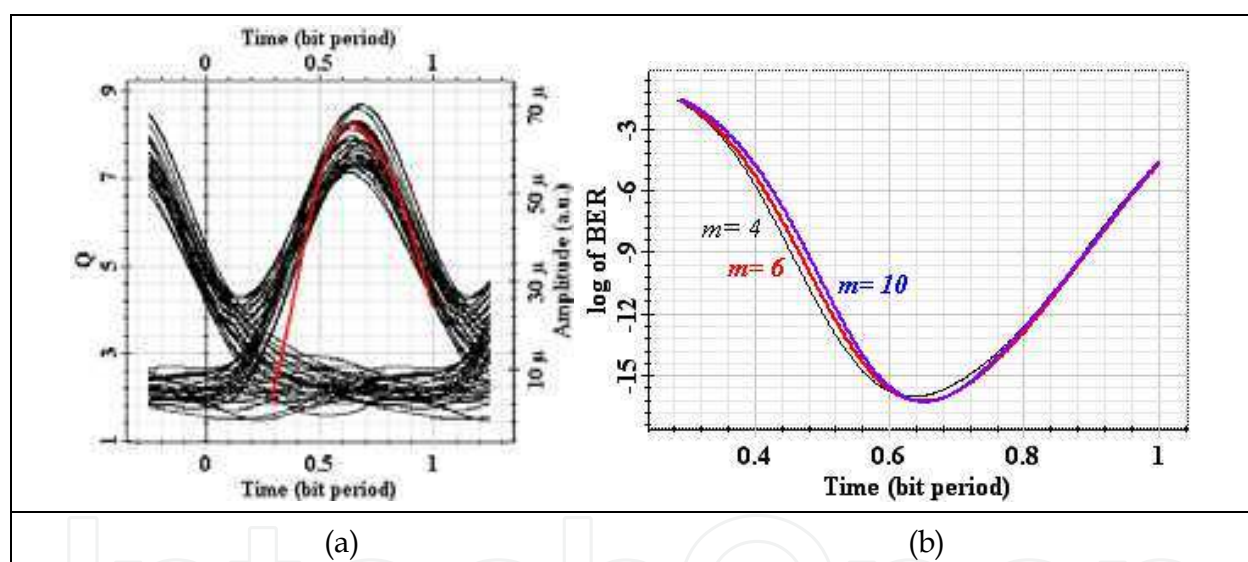 Time (bit period)
0 0.5 1
9
7
5
3
1
Q
70 μ
50 μ
30 μ
10 μ
Amplitude (a.u.)
0 0.5 1
Time (bit period)
(a)
log of BER
-3
-6
-9
-12
-15
m= 4
m= 6
m= 10
0.4 0.6 0.8 1
Time (bit period)
(b)